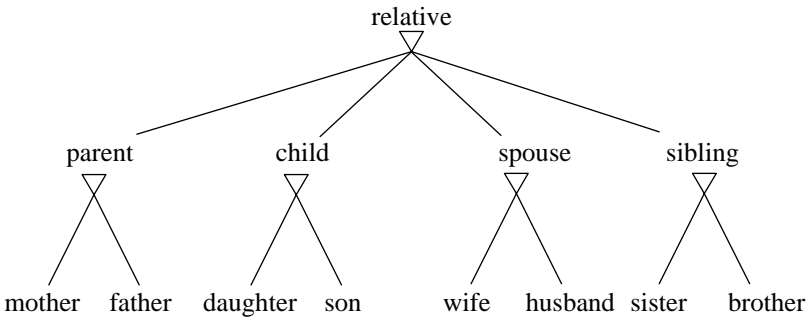 relative
parent child spouse sibling
mother father daughter son wife husband sister brother